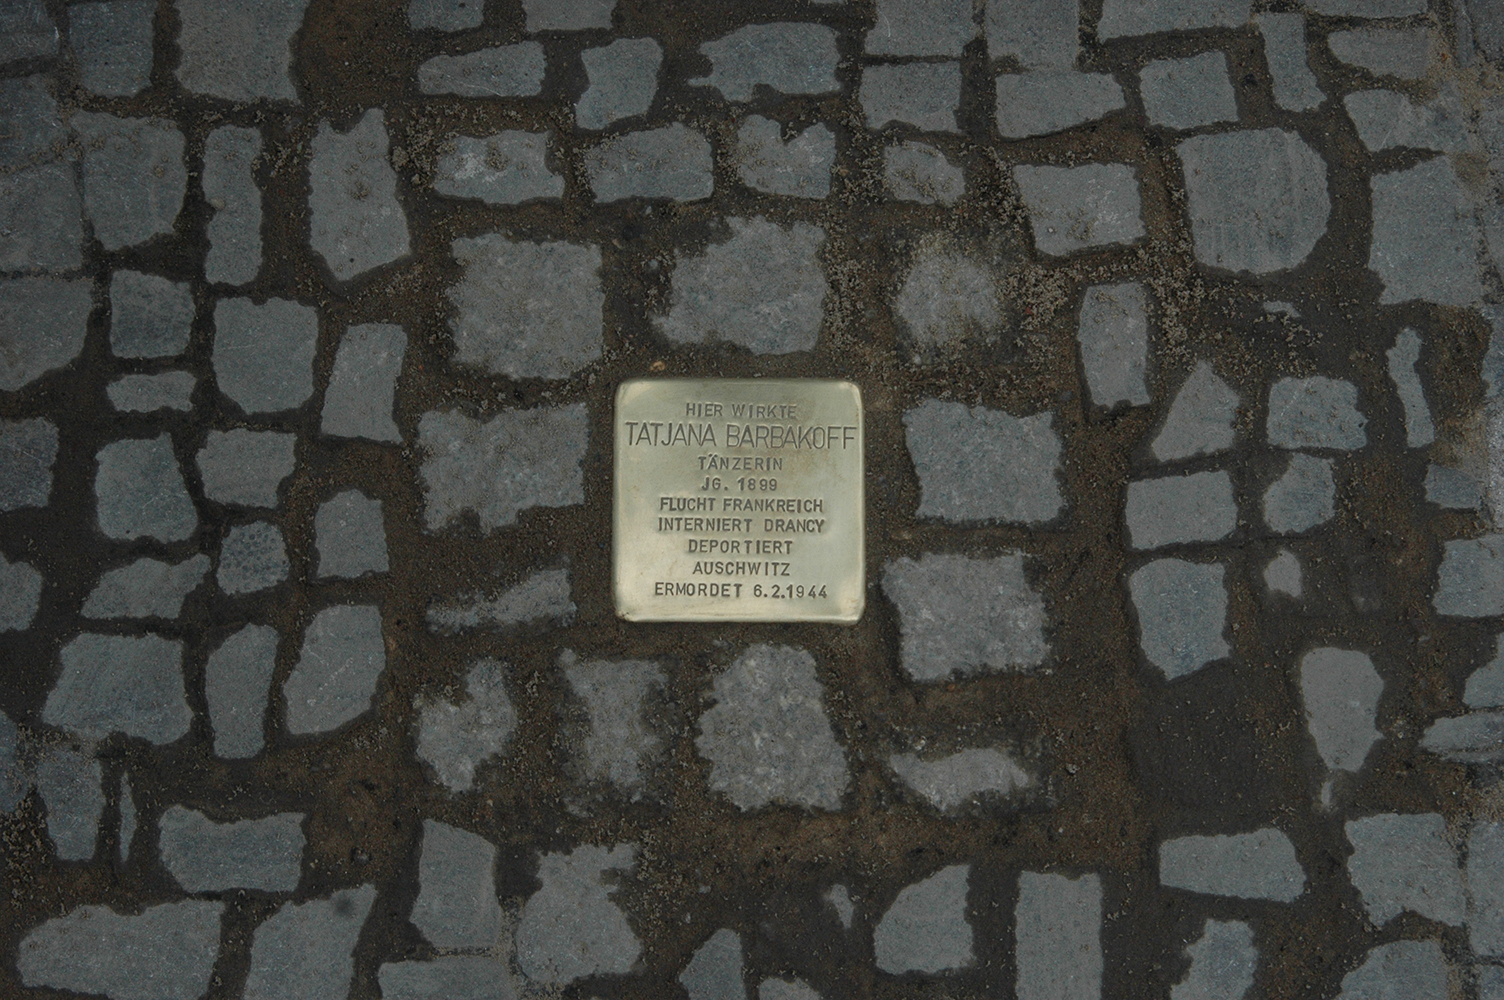 HIER WIRKTE
TATJANA BARBAKOFF
TÄNZERIN
JG. 1899
FLUCHT FRANKREICH
INTERNIERT DRANCY
DEPORTIERT
AUSCHWITZ
ERMORDET 6.2.1944